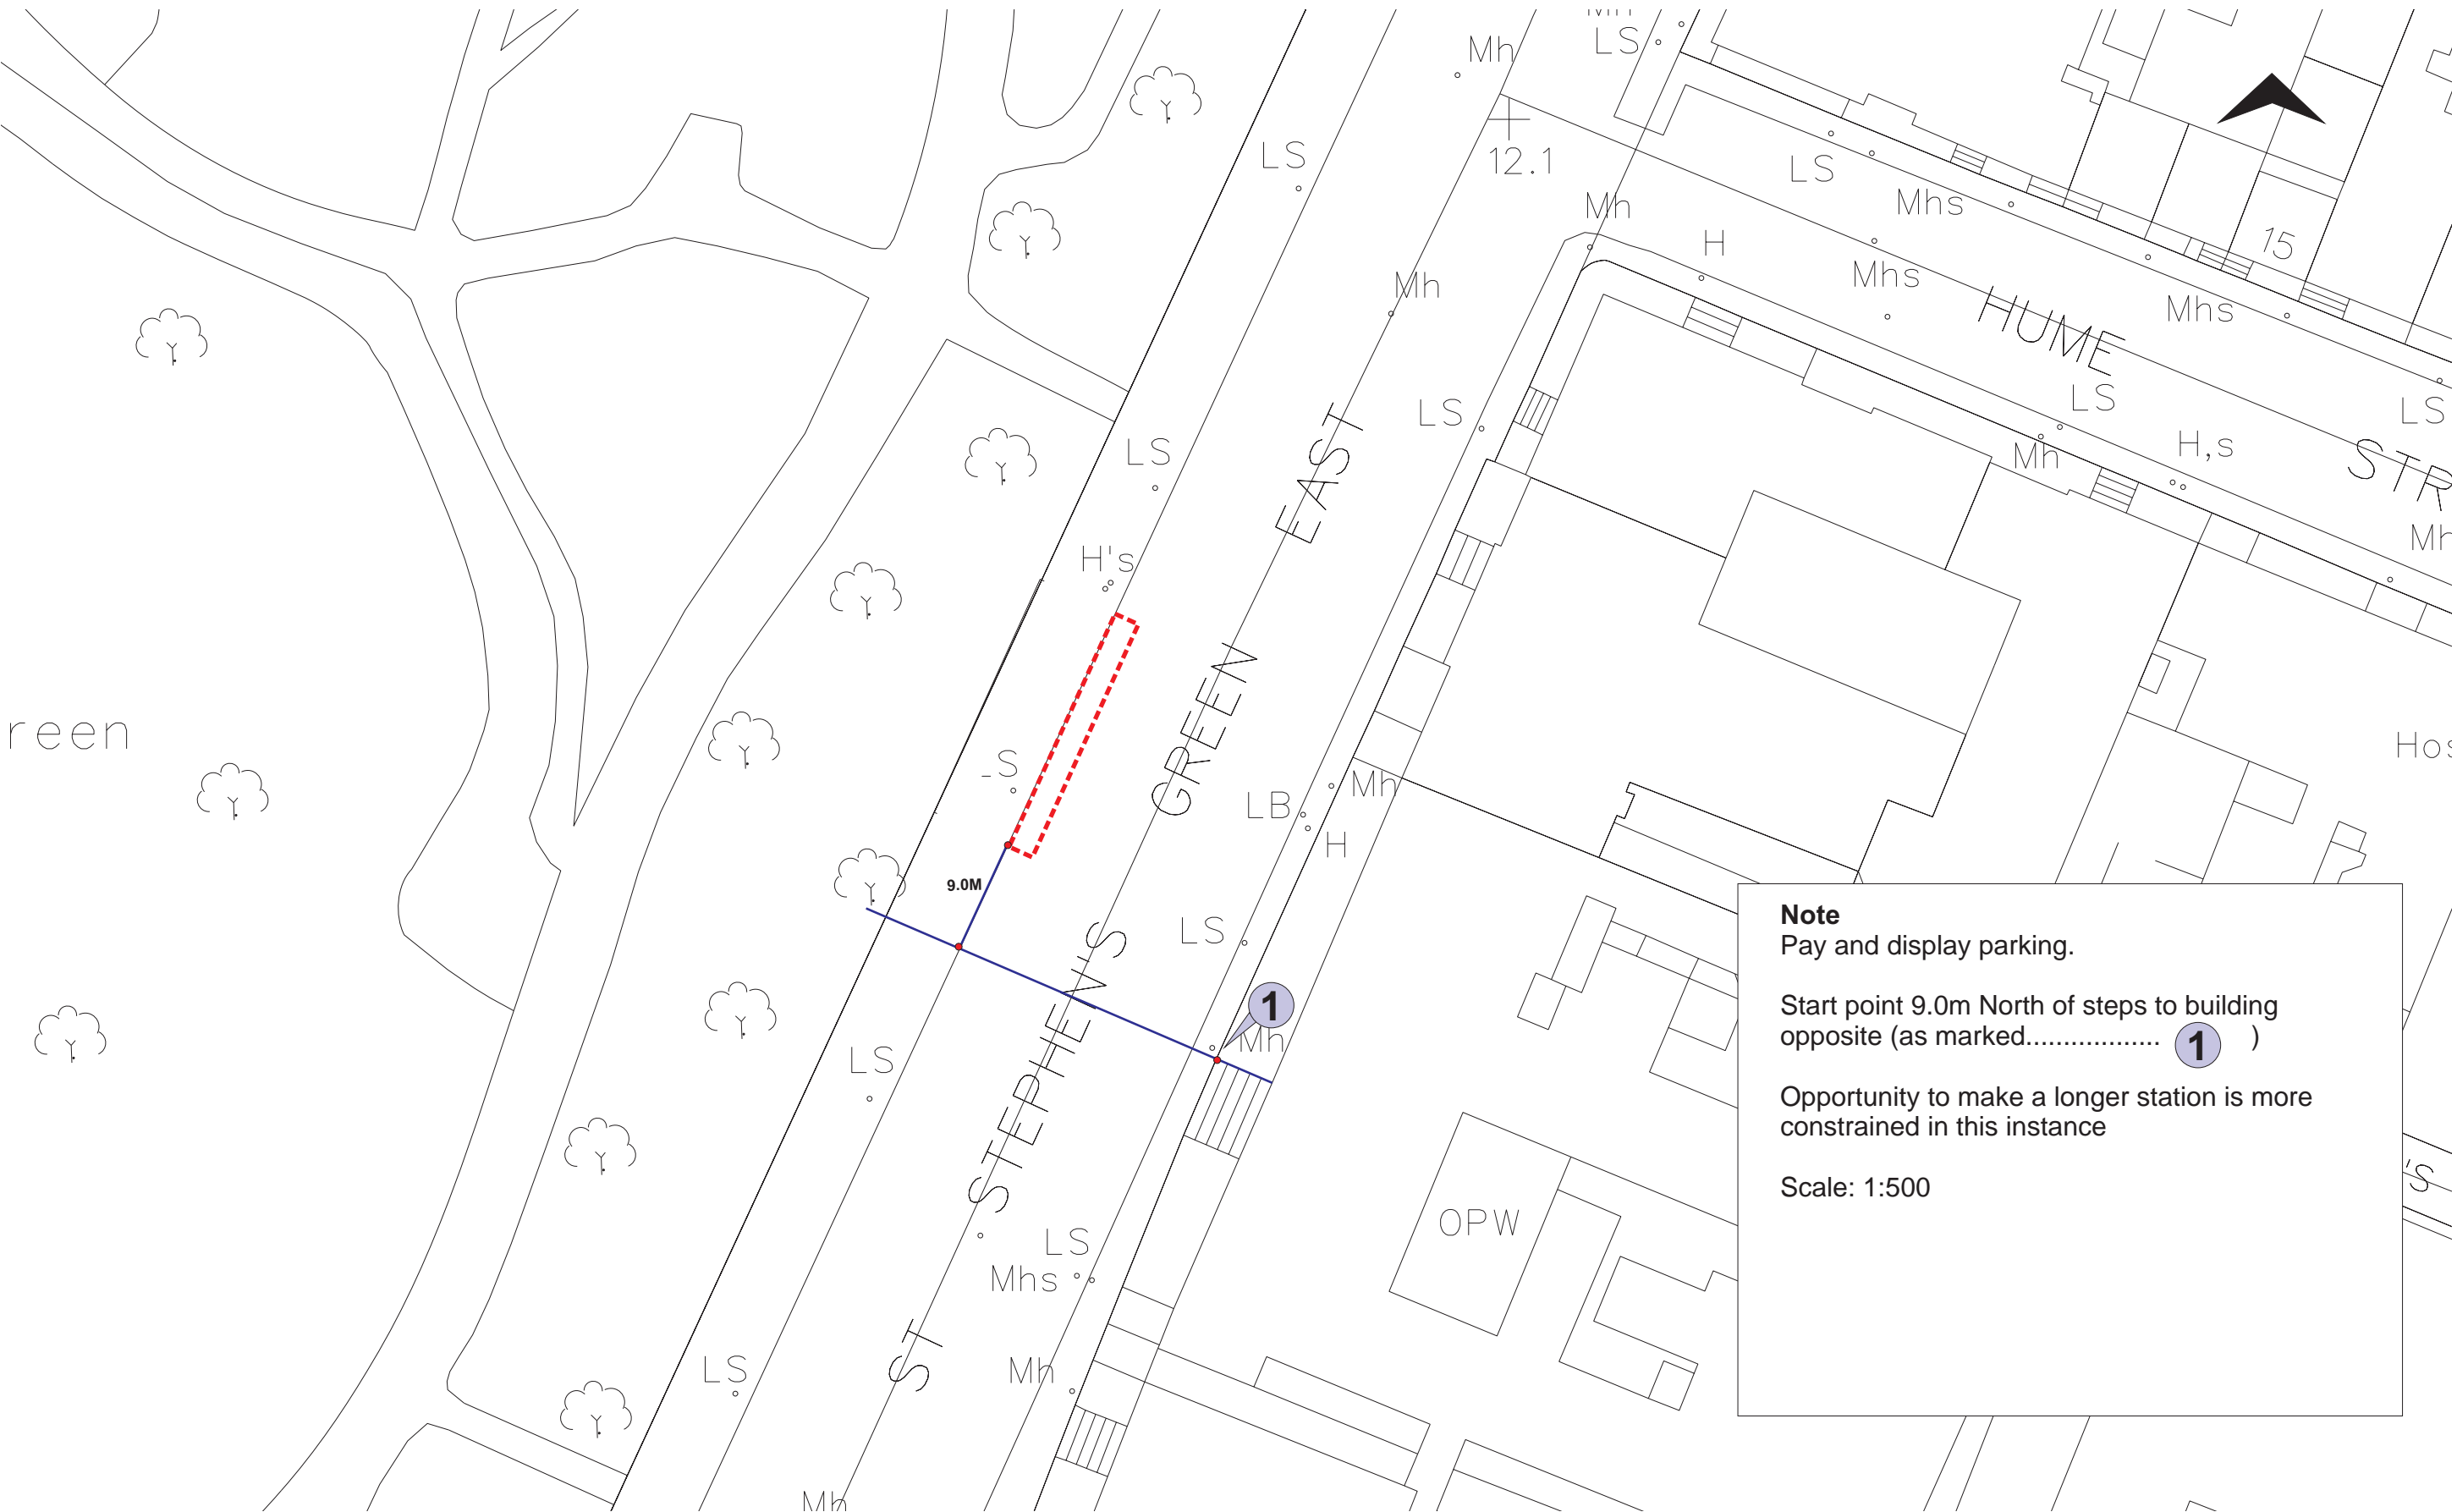 LS
Mh
LS
12.1
LS
Mhs
Mh
H
15
Mhs
Mh
HUME
Mhs
LS
LS
LS
LS
EAST
H,s
Mh
STR
H's
GREEN
reen
_S
LB
Mh
H
9.0M
LS
1
Mh
LS
ST STEPHEN'S
LS
Mhs
OPW
LS
Mh
Mh
'S
Note
Pay and display parking.
Start point 9.0m North of steps to building
opposite (as marked.................. 1 )
Opportunity to make a longer station is more
constrained in this instance
Scale: 1:500